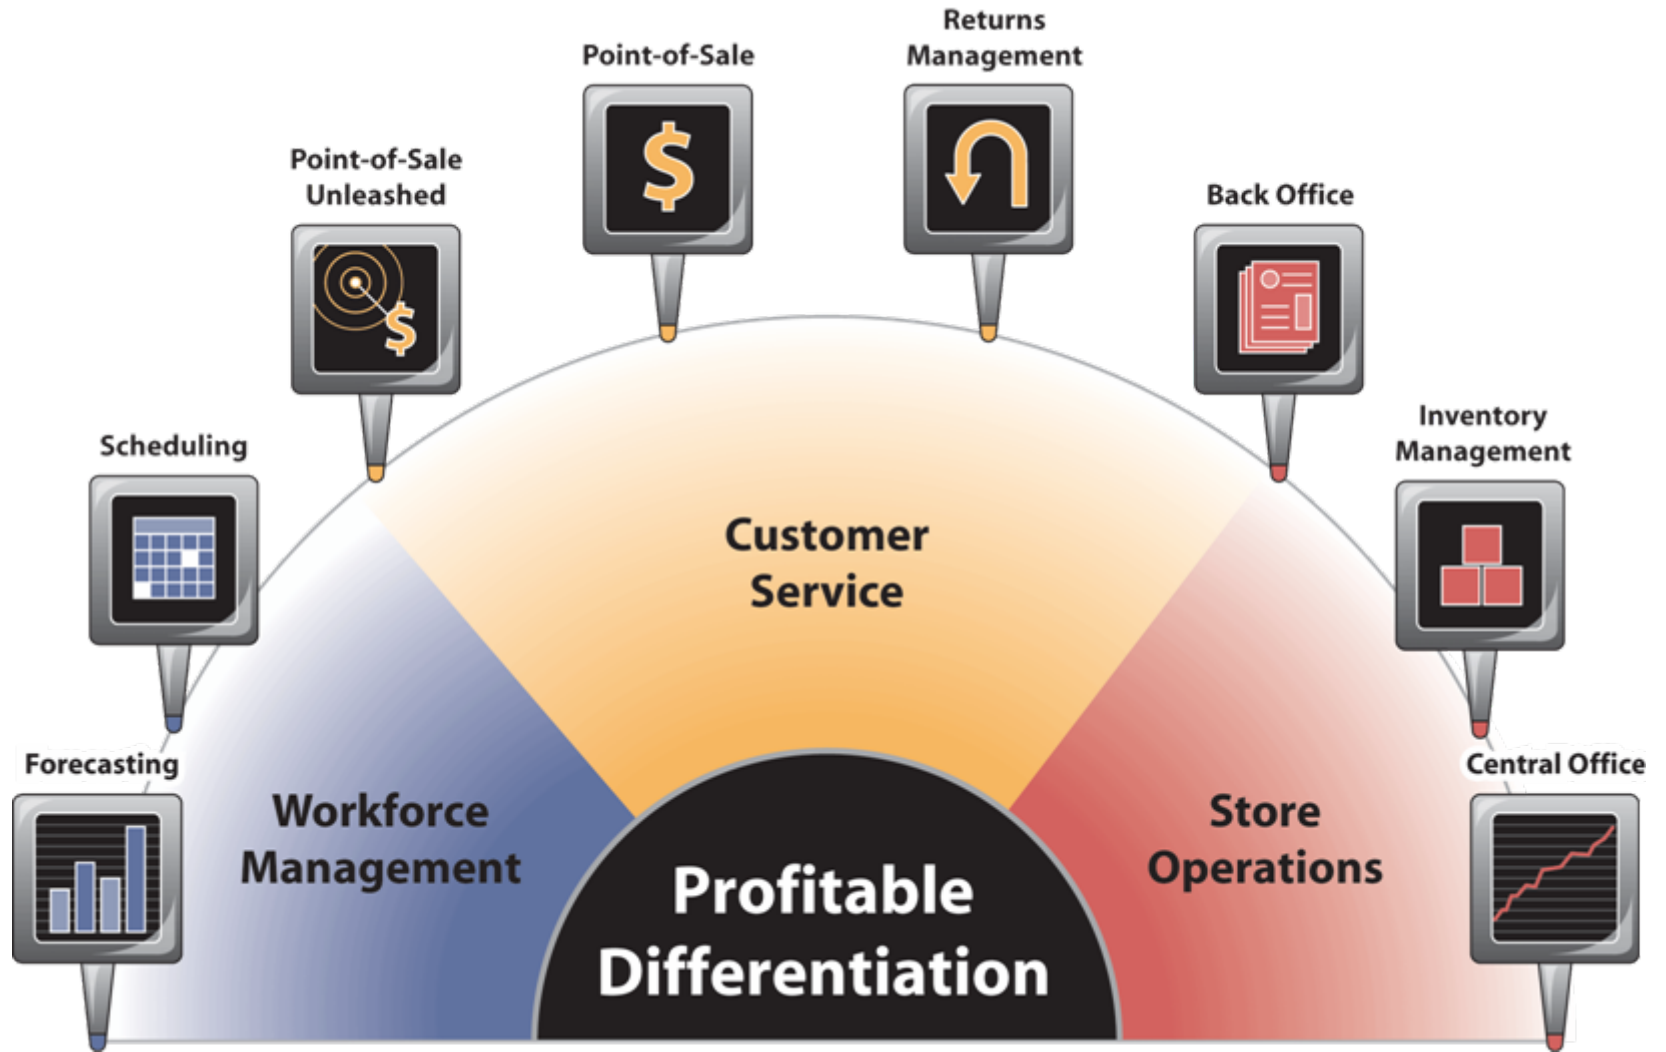 Returns
Management
Point-of-Sale
Point-of-Sale
Unleashed
Back Office
Scheduling
Inventory
Management
Customer
Service
Forecasting
Central Office
Workforce
Management
Store
Operations
Profitable
Differentiation